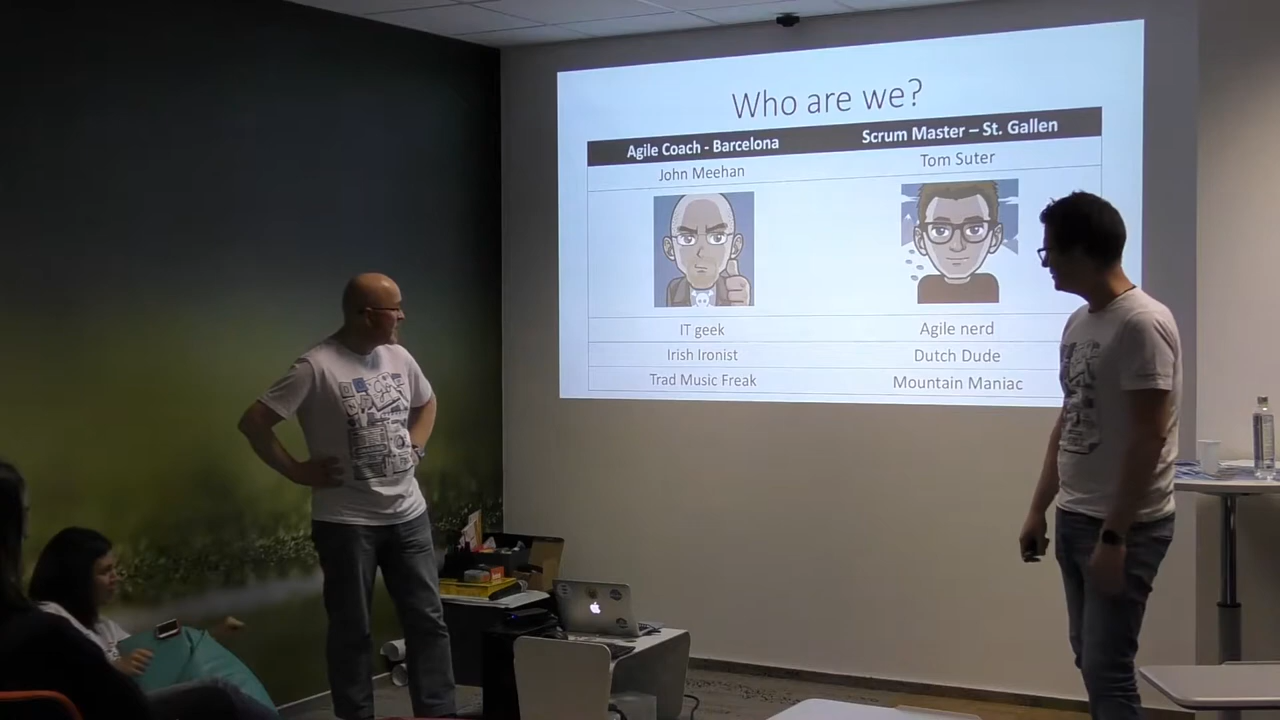 Who are we?
Agile Coach - Barcelona
Scrum Master – St. Gallen
John Meehan
Tom Suter
IT geek
Agile nerd
Irish Ironist
Dutch Dude
Trad Music Freak
Mountain Maniac